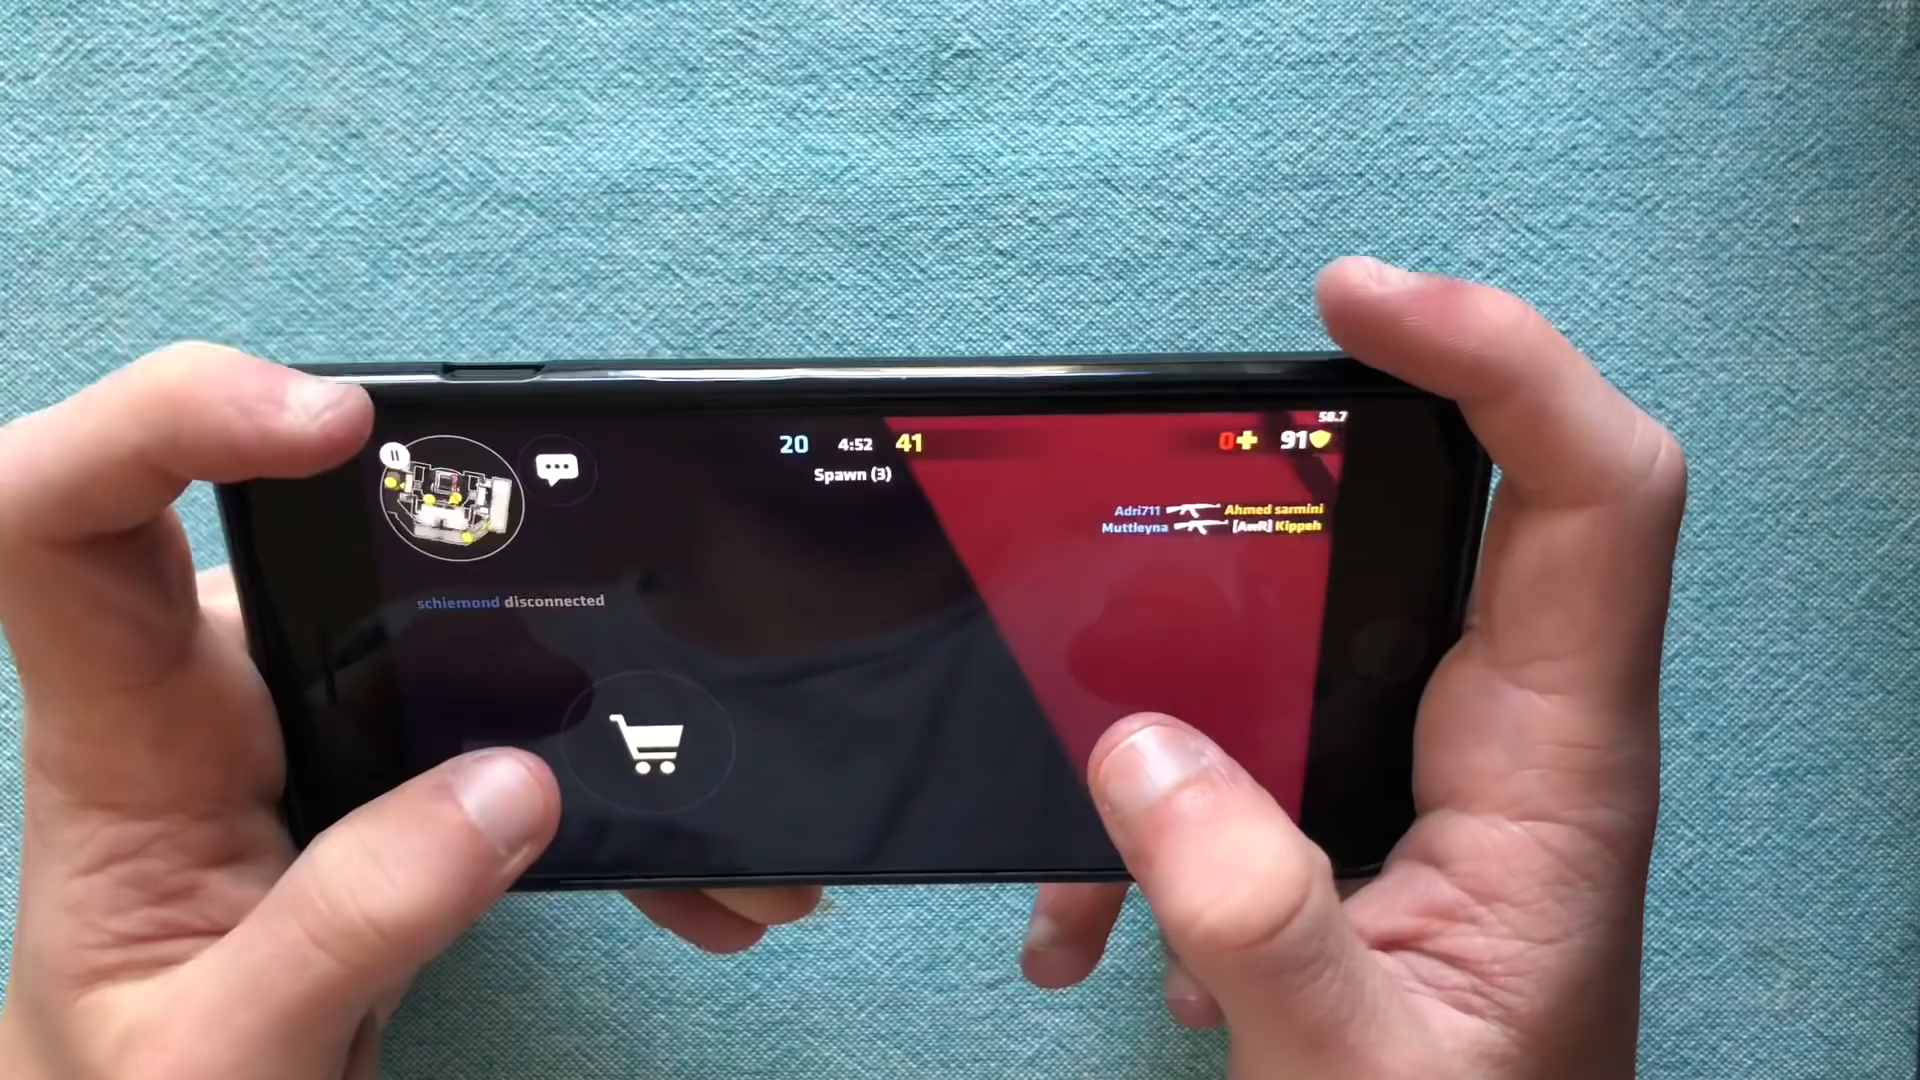 58.7
20 4:52 41
0 91
Spawn (3)
Adri711 Ahmed sarmini
Muttleyna [AwR] Kippeh
schiemond disconnected